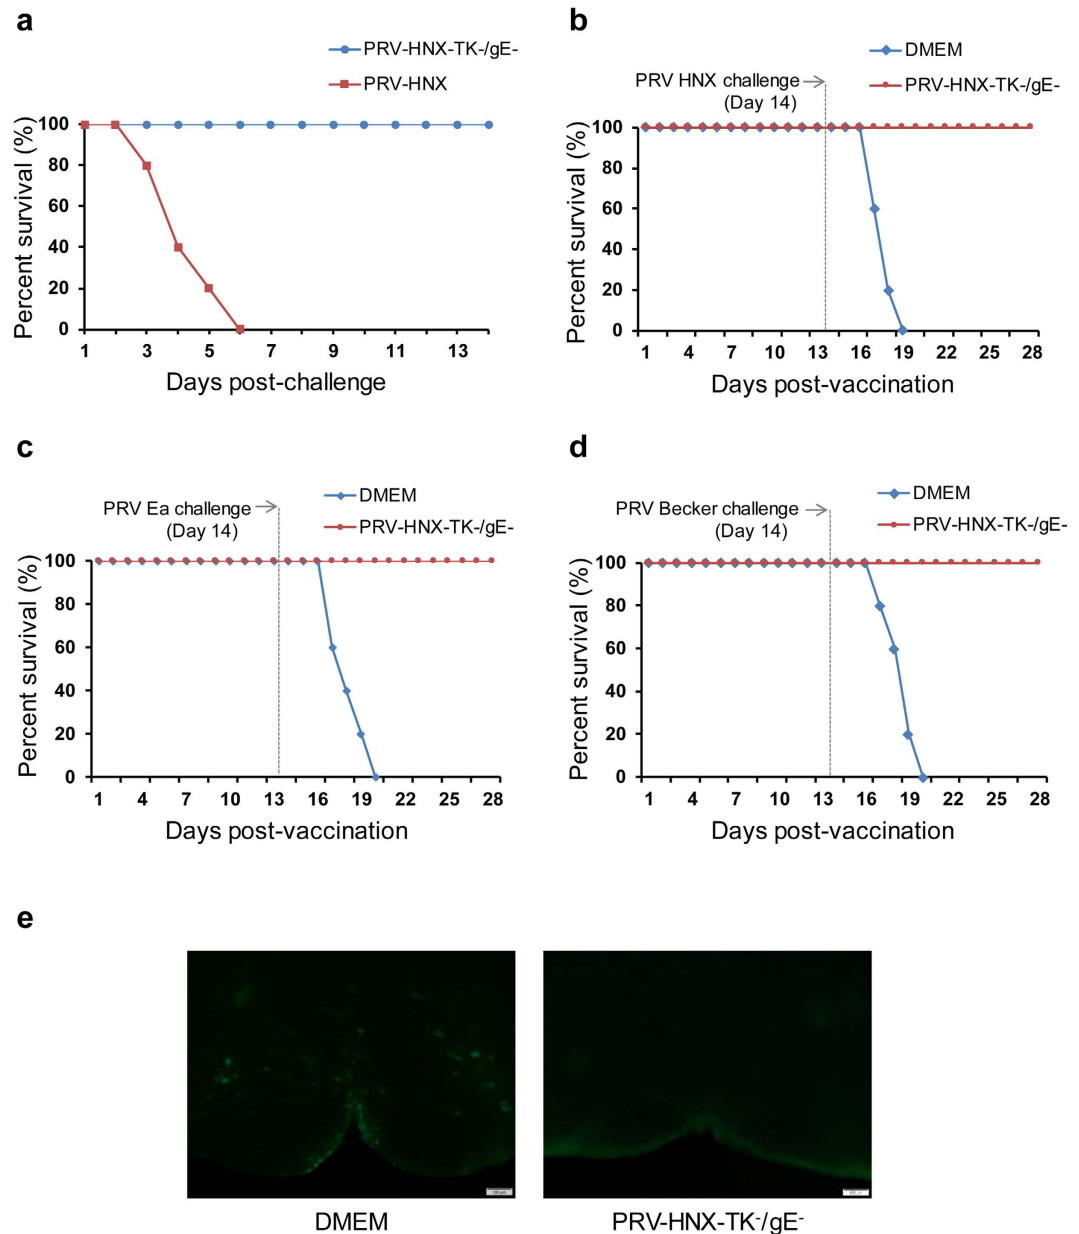 a
PRV-HNX-TK-/gE-
PRV-HNX
Percent survival (%)
100
80
60
40
20
0
1 3 5 7 9 11 13
Days post-challenge
b
DMEM
PRV-HNX-TK-/gE-
PRV HNX challenge
(Day 14)
Percent survival (%)
100
80
60
40
20
0
1 4 7 10 13 16 19 22 25 28
Days post-vaccination
c
DMEM
PRV-HNX-TK-/gE-
PRV Ea challenge
(Day 14)
Percent survival (%)
100
80
60
40
20
0
1 4 7 10 13 16 19 22 25 28
Days post-vaccination
d
DMEM
PRV-HNX-TK-/gE-
PRV Becker challenge
(Day 14)
Percent survival (%)
100
80
60
40
20
0
1 4 7 10 13 16 19 22 25 28
Days post-vaccination
e
DMEM
PRV-HNX-TK⁻/gE⁻